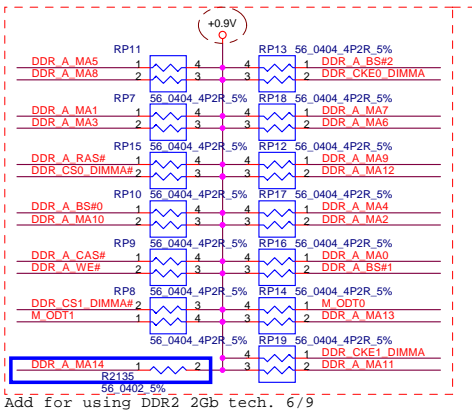 +0.9V
RP11 RP13 56_0404_4P2R_5%
DDR_A_MA5 1 4 4 1 DDR_A_BS#2
DDR_A_MA8 2 3 3 2 DDR_CKE0_DIMMA
RP7 56_0404_4P2R_5% RP18 56_0404_4P2R_5%
DDR_A_MA1 1 4 4 1 DDR_A_MA7
DDR_A_MA3 2 3 3 2 DDR_A_MA6
RP15 56_0404_4P2R_5% RP12 56_0404_4P2R_5%
DDR_A_RAS# 1 4 4 1 DDR_A_MA9
DDR_CS0_DIMMA# 2 3 3 2 DDR_A_MA12
RP10 56_0404_4P2R_5% RP17 56_0404_4P2R_5%
DDR_A_BS#0 1 4 4 1 DDR_A_MA4
DDR_A_MA10 2 3 3 2 DDR_A_MA2
RP9 56_0404_4P2R_5% RP16 56_0404_4P2R_5%
DDR_A_CAS# 1 4 4 1 DDR_A_MA0
DDR_A_WE# 2 3 3 2 DDR_A_BS#1
RP8 56_0404_4P2R_5% RP14 56_0404_4P2R_5%
DDR_CS1_DIMMA# 2 3 4 1 M_ODT0
M_ODT1 1 4 3 2 DDR_A_MA13
56_0404_4P2R_5% RP19 56_0404_4P2R_5%
4 1 DDR_CKE1_DIMMA
DDR_A_MA14 1 2 3 2 DDR_A_MA11
R2135
56_0402_5%
Add for using DDR2 2Gb tech. 6/9